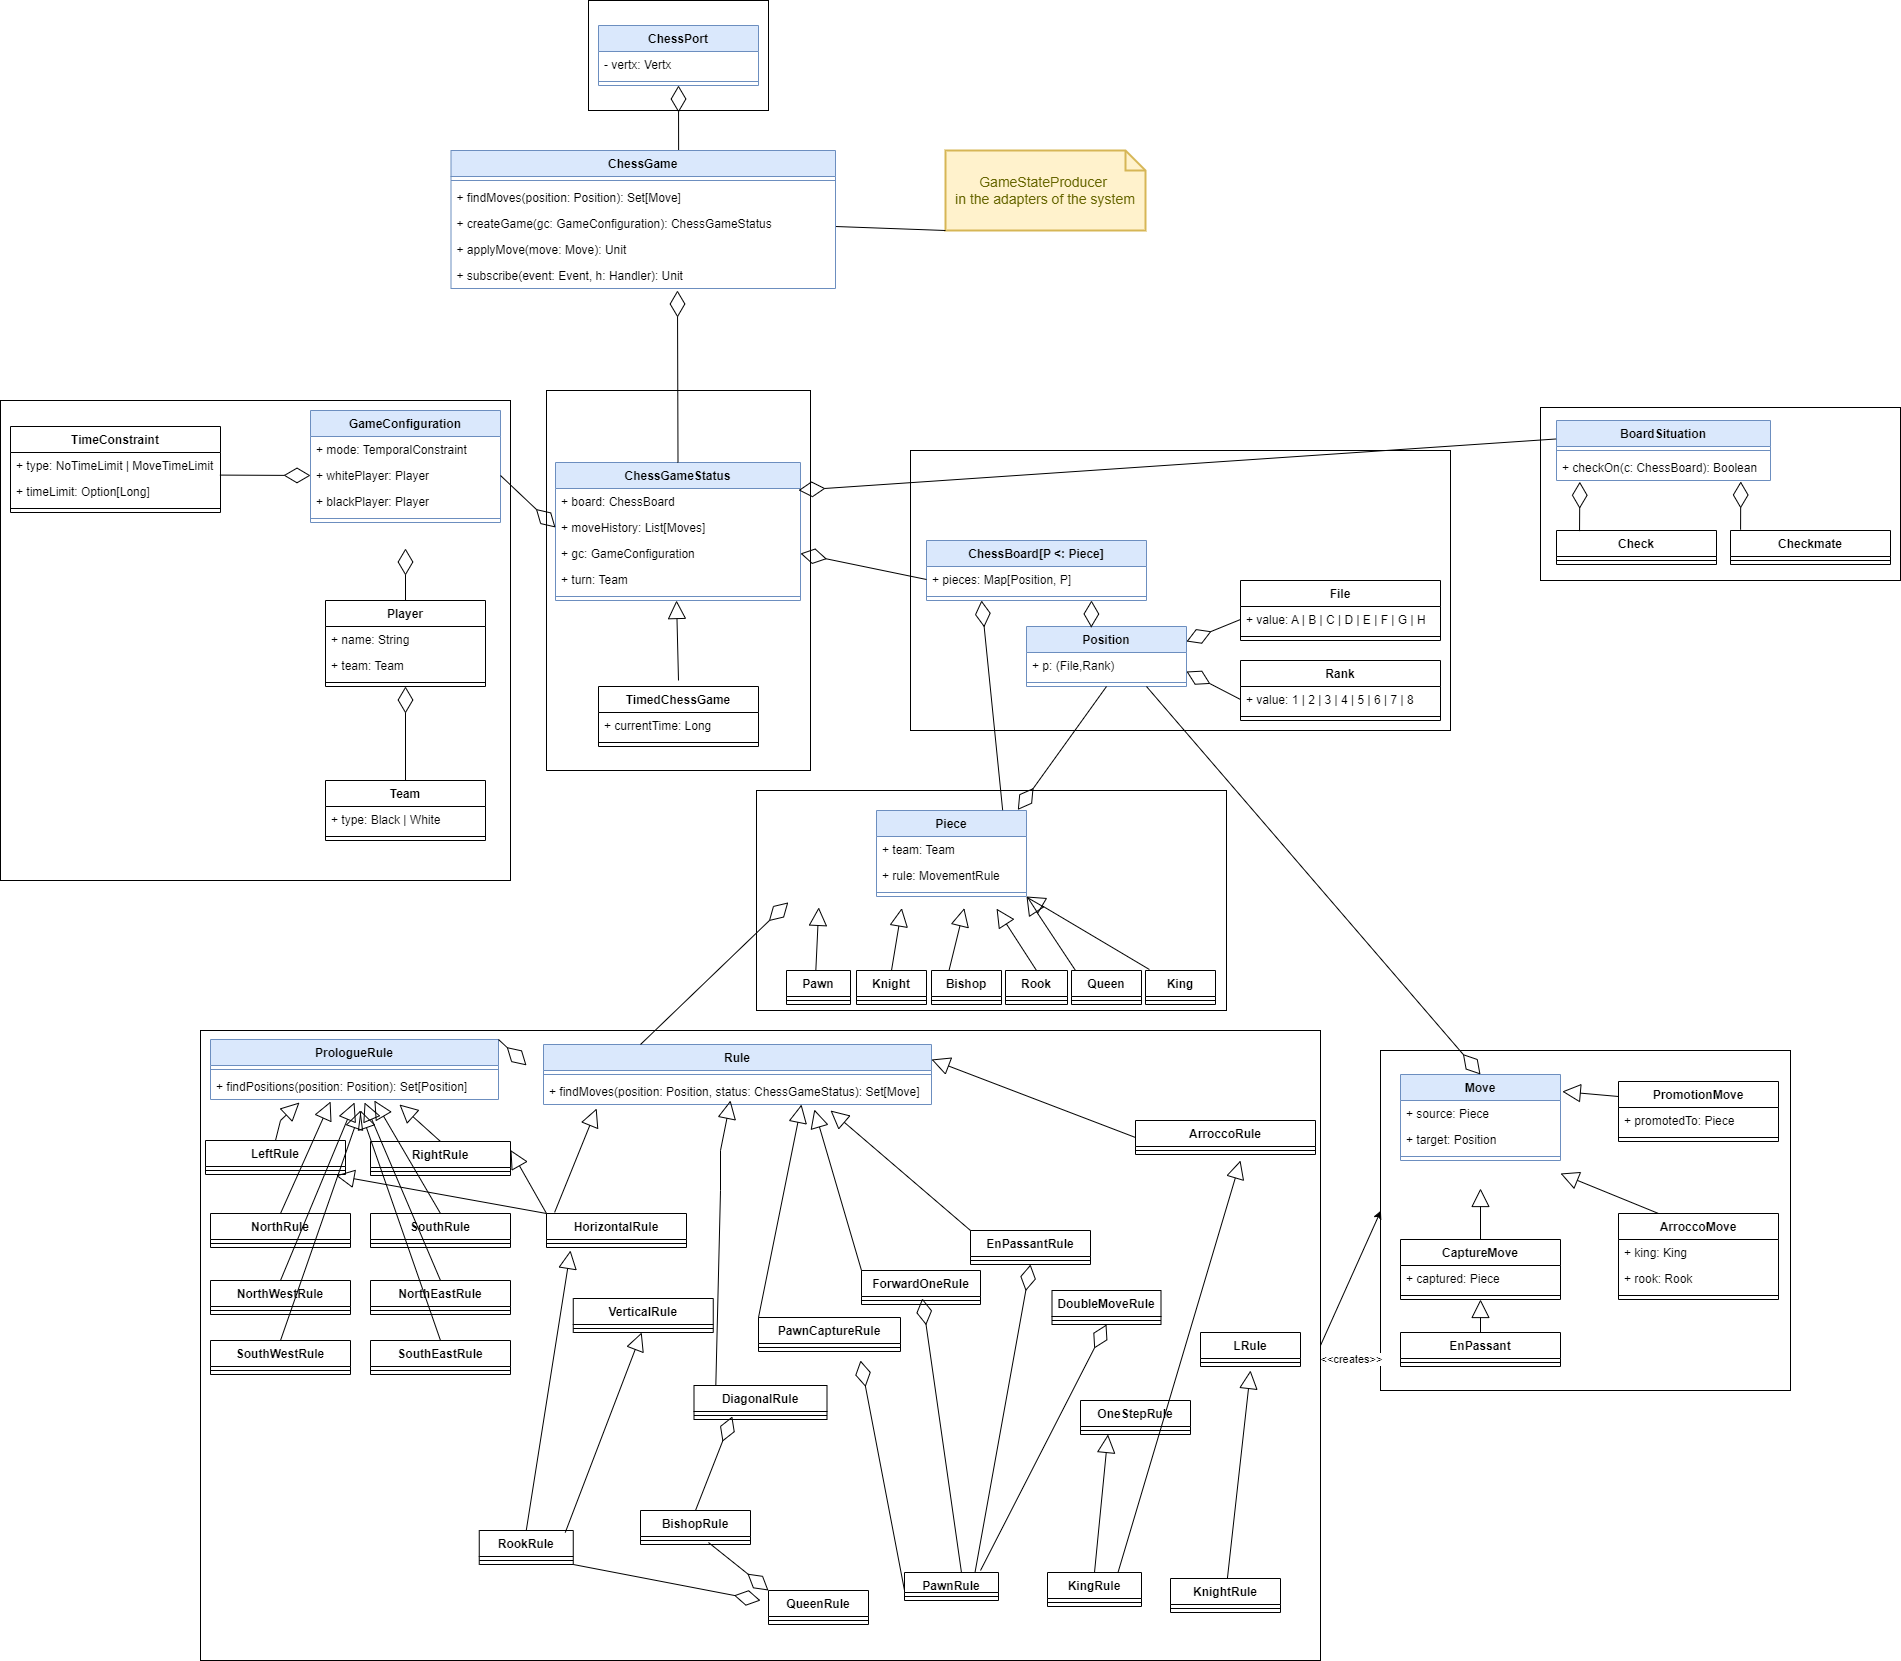 ChessPort
- vertx: Vertx
ChessGame
+ findMoves(position: Position): Set[Move]
+ createGame(gc: GameConfiguration): ChessGameStatus
+ applyMove(move: Move): Unit
+ subscribe(event: Event, h: Handler): Unit
GameStateProducer
in the adapters of the system
TimeConstraint
+ type: NoTimeLimit | MoveTimeLimit
+ timeLimit: Option[Long]
GameConfiguration
+ mode: TemporalConstraint
+ whitePlayer: Player
+ blackPlayer: Player
Player
+ name: String
+ team: Team
Team
+ type: Black | White
ChessGameStatus
+ board: ChessBoard
+ moveHistory: List[Moves]
+ gc: GameConfiguration
+ turn: Team
TimedChessGame
+ currentTime: Long
ChessBoard[P <: Piece]
+ pieces: Map[Position, P]
Position
+ p: (File,Rank)
File
+ value: A | B | C | D | E | F | G | H
Rank
+ value: 1 | 2 | 3 | 4 | 5 | 6 | 7 | 8
BoardSituation
+ checkOn(c: ChessBoard): Boolean
Check
Checkmate
Piece
+ team: Team
+ rule: MovementRule
Pawn
Knight
Bishop
Rook
Queen
King
PrologueRule
+ findPositions(position: Position): Set[Position]
Rule
+ findMoves(position: Position, status: ChessGameStatus): Set[Move]
LeftRule
RightRule
NorthRule
SouthRule
NorthWestRule
NorthEastRule
SouthWestRule
SouthEastRule
HorizontalRule
VerticalRule
ArroccoRule
EnPassantRule
ForwardOneRule
DoubleMoveRule
PawnCaptureRule
LRule
DiagonalRule
OneStepRule
BishopRule
RookRule
QueenRule
PawnRule
KingRule
KnightRule
<<creates>>
Move
+ source: Piece
+ target: Position
PromotionMove
+ promotedTo: Piece
CaptureMove
+ captured: Piece
ArroccoMove
+ king: King
+ rook: Rook
EnPassant